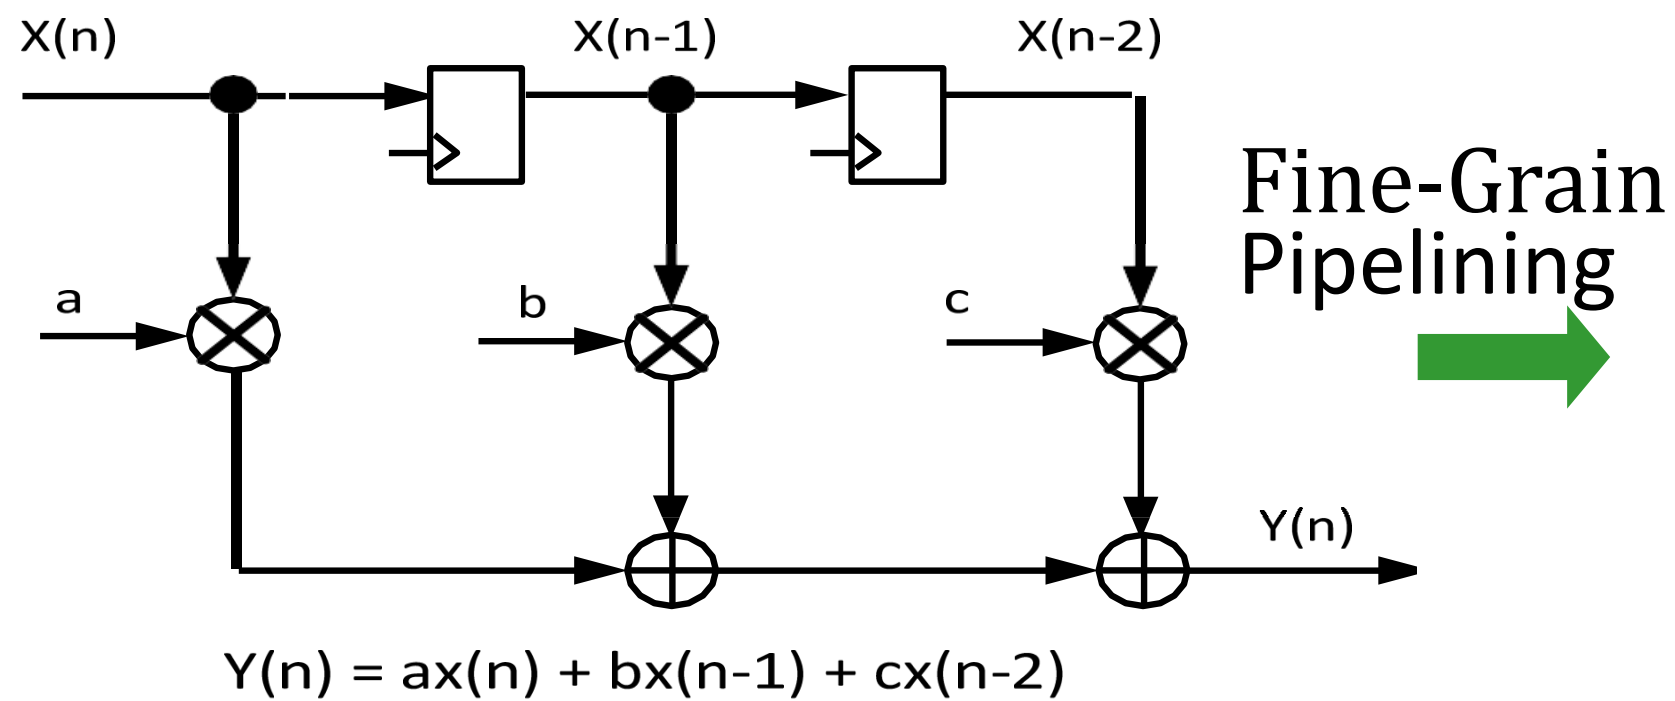 X(n)
X(n-1)
X(n-2)
Fine-Grain
Pipelining
a
b
c
Y(n)
Y(n) = ax(n) + bx(n-1) + cx(n-2)